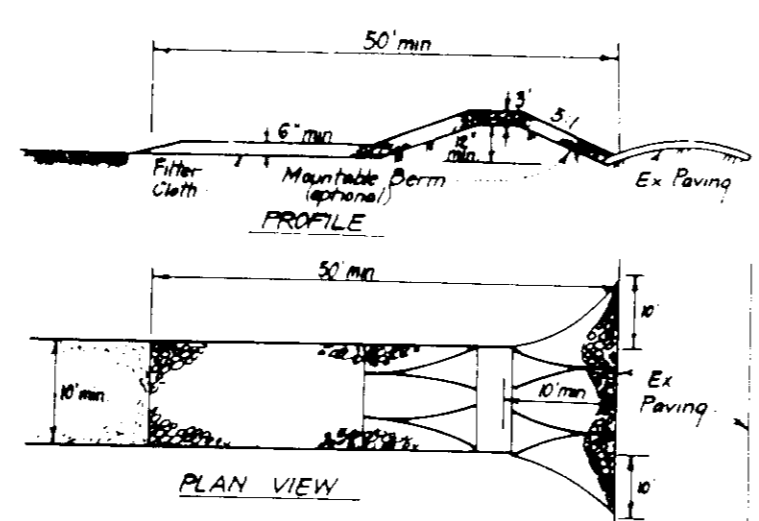 50' min
3'
5:1
6" min
12"
min
Filter
Cloth
Mountable Berm
(optional)
Ex Paving
PROFILE
50' min
10'
10' min
10' min
Ex
Paving
10'
PLAN VIEW